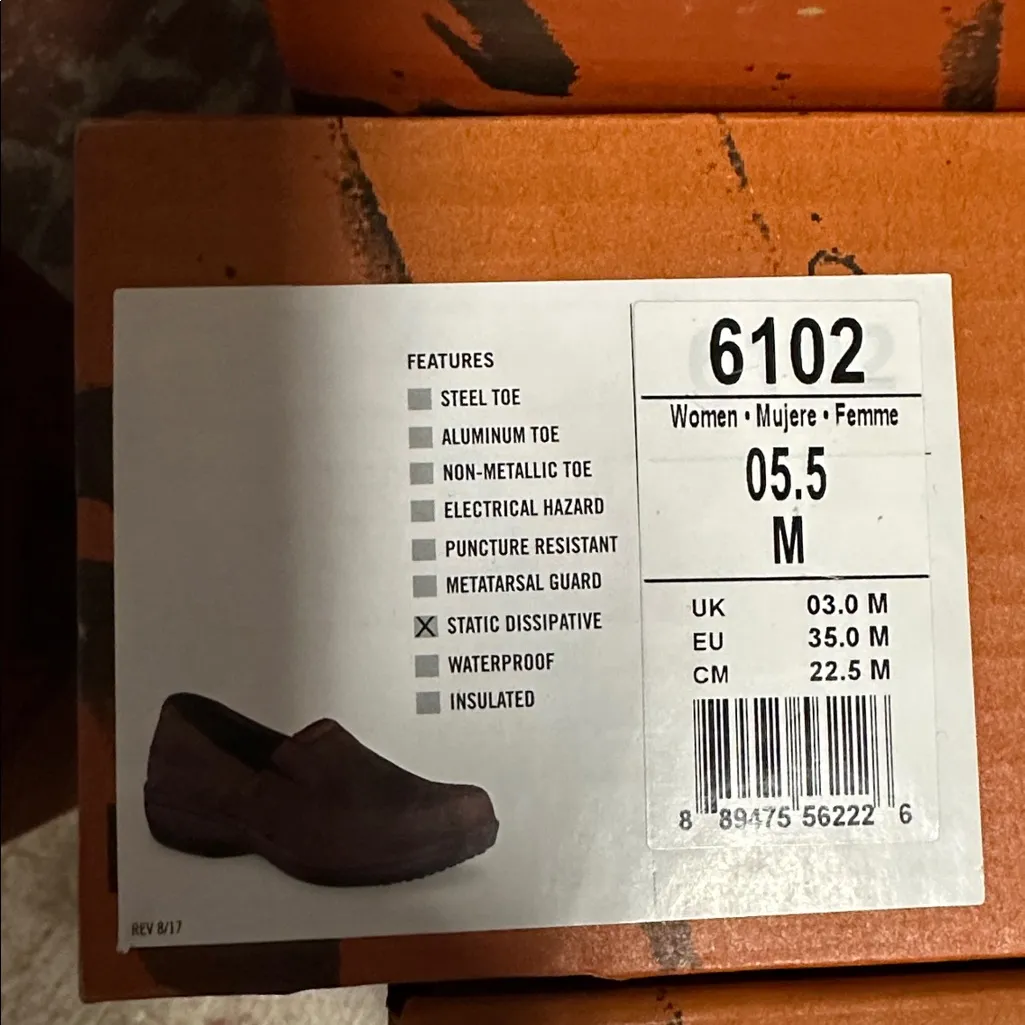 FEATURES
STEEL TOE
ALUMINUM TOE
NON-METALLIC TOE
ELECTRICAL HAZARD
PUNCTURE RESISTANT
METATARSAL GUARD
X STATIC DISSIPATIVE
WATERPROOF
INSULATED
REV 8/17
6102
Women • Mujere • Femme
05.5
M
UK 03.0 M
EU 35.0 M
CM 22.5 M
8 89475 56222 6